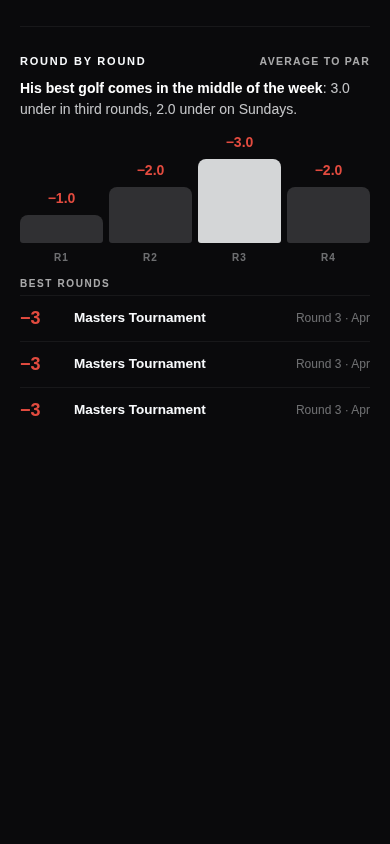 ROUND BY ROUND AVERAGE TO PAR
His best golf comes in the middle of the week: 3.0
under in third rounds, 2.0 under on Sundays.
−1.0 −2.0 −3.0 −2.0
R1 R2 R3 R4
BEST ROUNDS
−3 Masters Tournament Round 3 · Apr
−3 Masters Tournament Round 3 · Apr
−3 Masters Tournament Round 3 · Apr